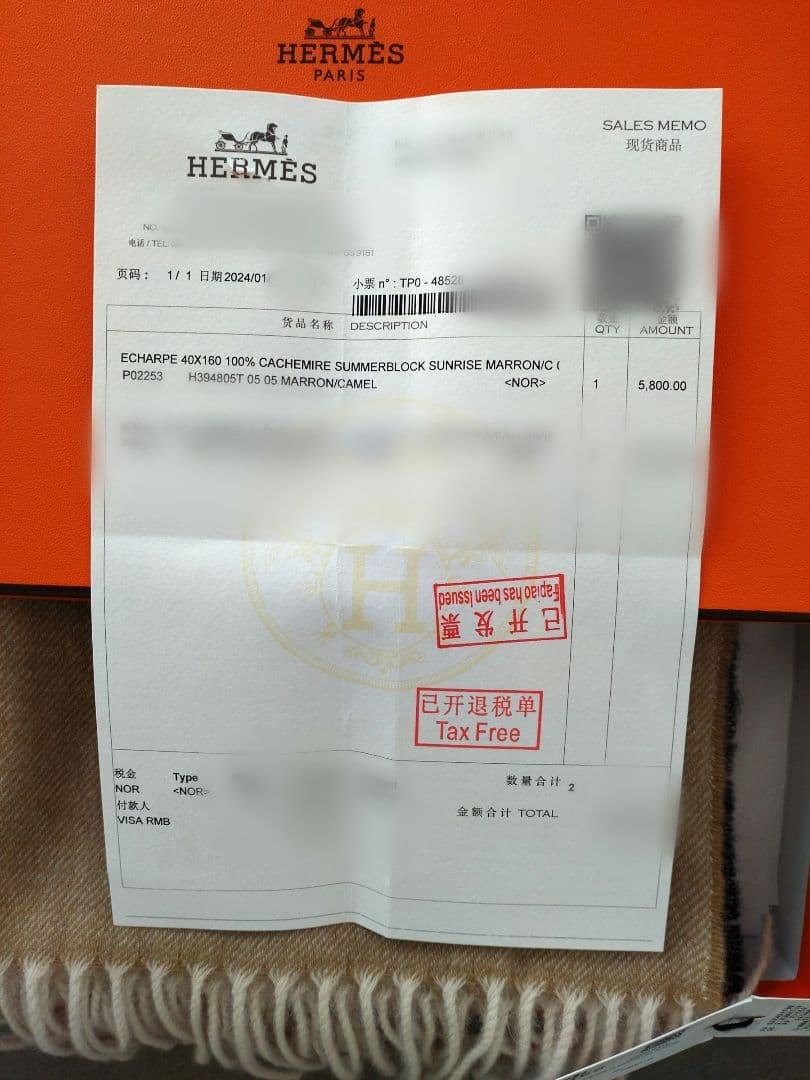 HERMÈS
PARIS
HERMÈS
SALES MEMO
现货商品
NO.
电话 / TEL
页码： 1 / 1 日期 2024/01/
小票 n° : TP0 - 48528
货品名称 DESCRIPTION
数量 金额
QTY AMOUNT
ECHARPE 40X160 100% CACHEMIRE SUMMERBLOCK SUNRISE MARRON/C
P02253 H394805T 05 05 MARRON/CAMEL <NOR> 1 5,800.00
H
Fapiao has been Issued
已开发票
已开退税单
Tax Free
税金 Type
NOR <NOR>
付款人
VISA RMB
数量合计 2
金额合计 TOTAL